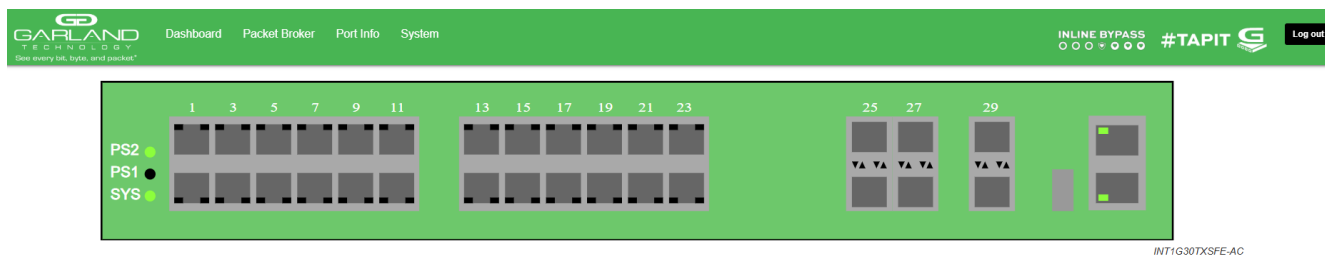 GARLAND
TECHNOLOGY
See every bit, byte, and packet®
Dashboard Packet Broker Port Info System
INLINE BYPASS
#TAPIT
Log out
1 3 5 7 9 11 13 15 17 19 21 23 25 27 29
PS2
PS1
SYS
INT1G30TXSFE-AC